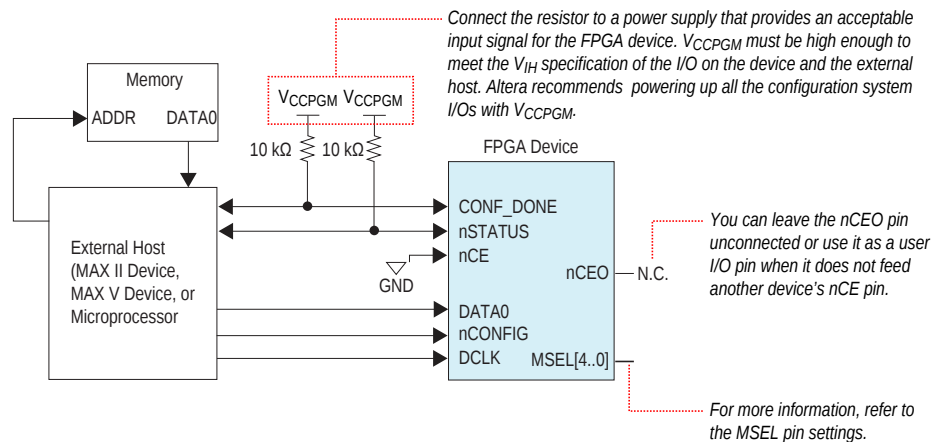 Connect the resistor to a power supply that provides an acceptable
input signal for the FPGA device. VCCPGM must be high enough to
meet the VIH specification of the I/O on the device and the external
host. Altera recommends powering up all the configuration system
I/Os with VCCPGM.
Memory
ADDR DATA0
VCCPGM VCCPGM
10 kΩ 10 kΩ
FPGA Device
External Host
(MAX II Device,
MAX V Device, or
Microprocessor
CONF_DONE
nSTATUS
nCE
GND
nCEO N.C.
DATA0
nCONFIG
DCLK MSEL[4..0]
You can leave the nCEO pin
unconnected or use it as a user
I/O pin when it does not feed
another device's nCE pin.
For more information, refer to
the MSEL pin settings.